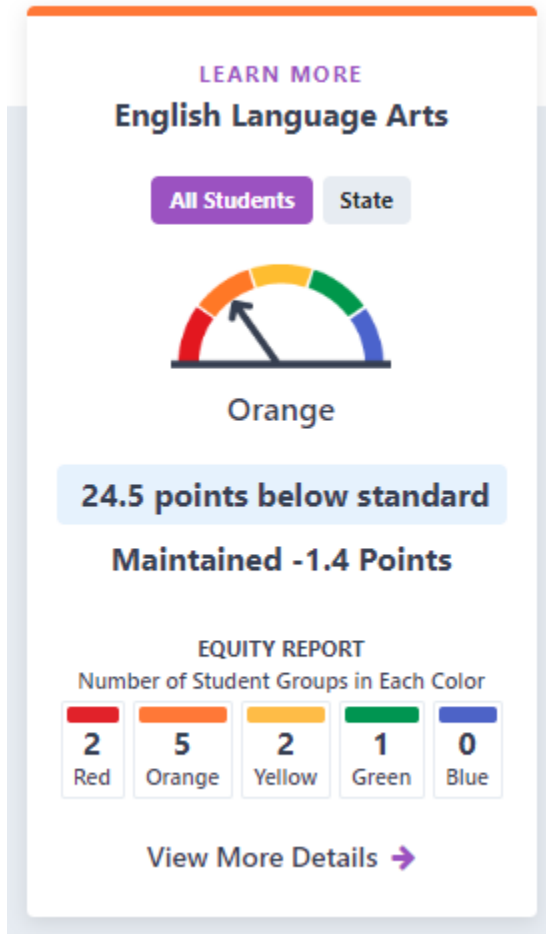 LEARN MORE
English Language Arts
All Students State
Orange
24.5 points below standard
Maintained -1.4 Points
EQUITY REPORT
Number of Student Groups in Each Color
2 5 2 1 0
Red Orange Yellow Green Blue
View More Details